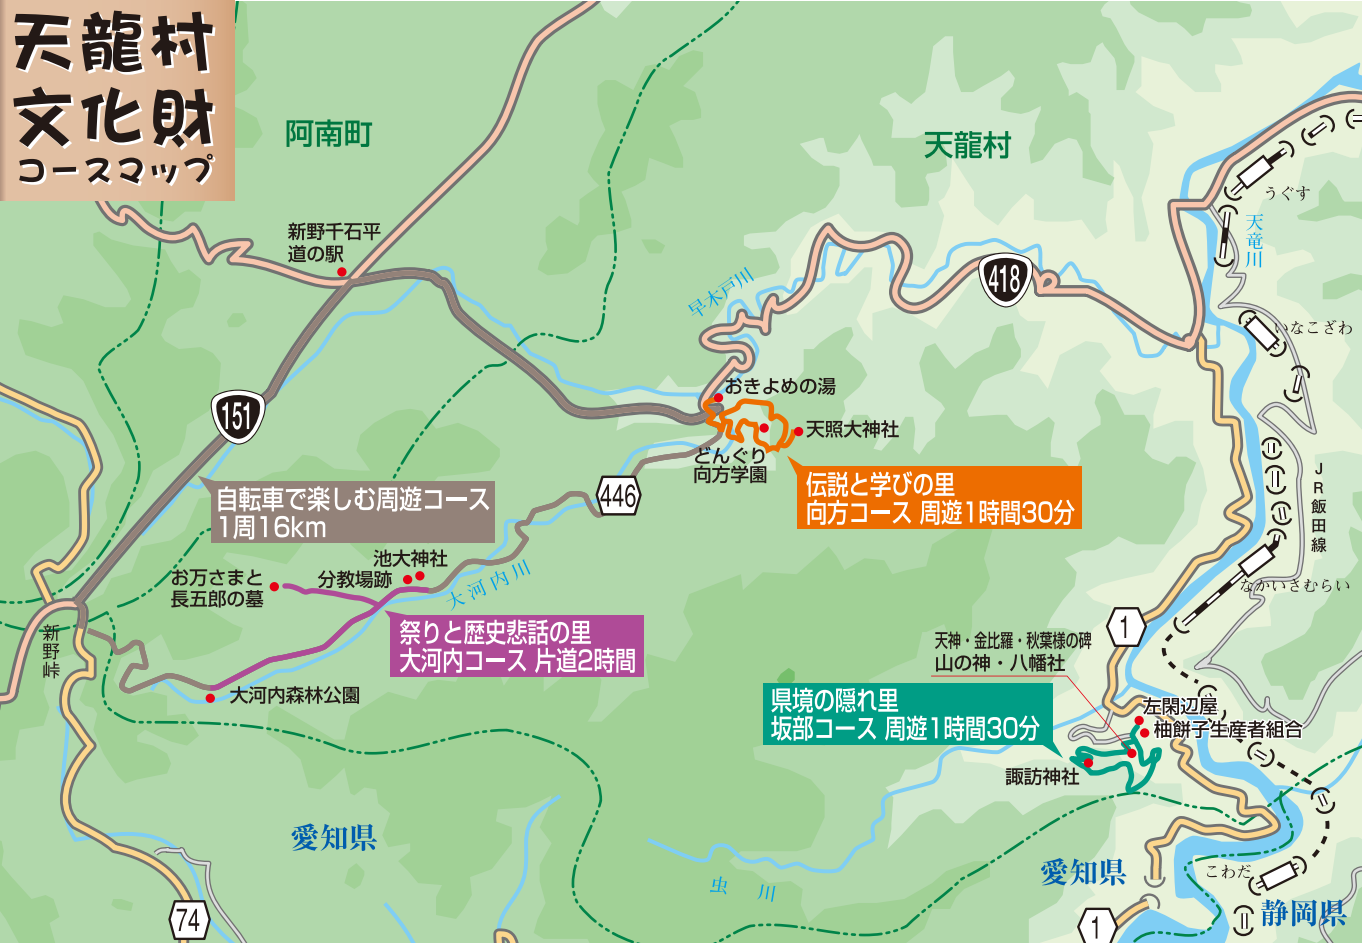 天龍村
文化財
コースマップ
阿南町
天龍村
新野千石平
道の駅
うぐす
天竜川
早木戸川
418
いなこざわ
おきよめの湯
151
天照大神社
どんぐり
向方学園
伝説と学びの里
向方コース 周遊1時間30分
446
自転車で楽しむ周遊コース
1周16km
JR飯田線
池大神社
分教場跡
お万さまと
長五郎の墓
大河内川
なかいさむらい
祭りと歴史悲話の里
大河内コース 片道2時間
新野峠
1
天神・金比羅・秋葉様の碑
山の神・八幡社
大河内森林公園
県境の隠れ里
坂部コース 周遊1時間30分
左閑辺屋
柚餅子生産者組合
諏訪神社
愛知県
虫川
愛知県
こわだ
静岡県
74
1